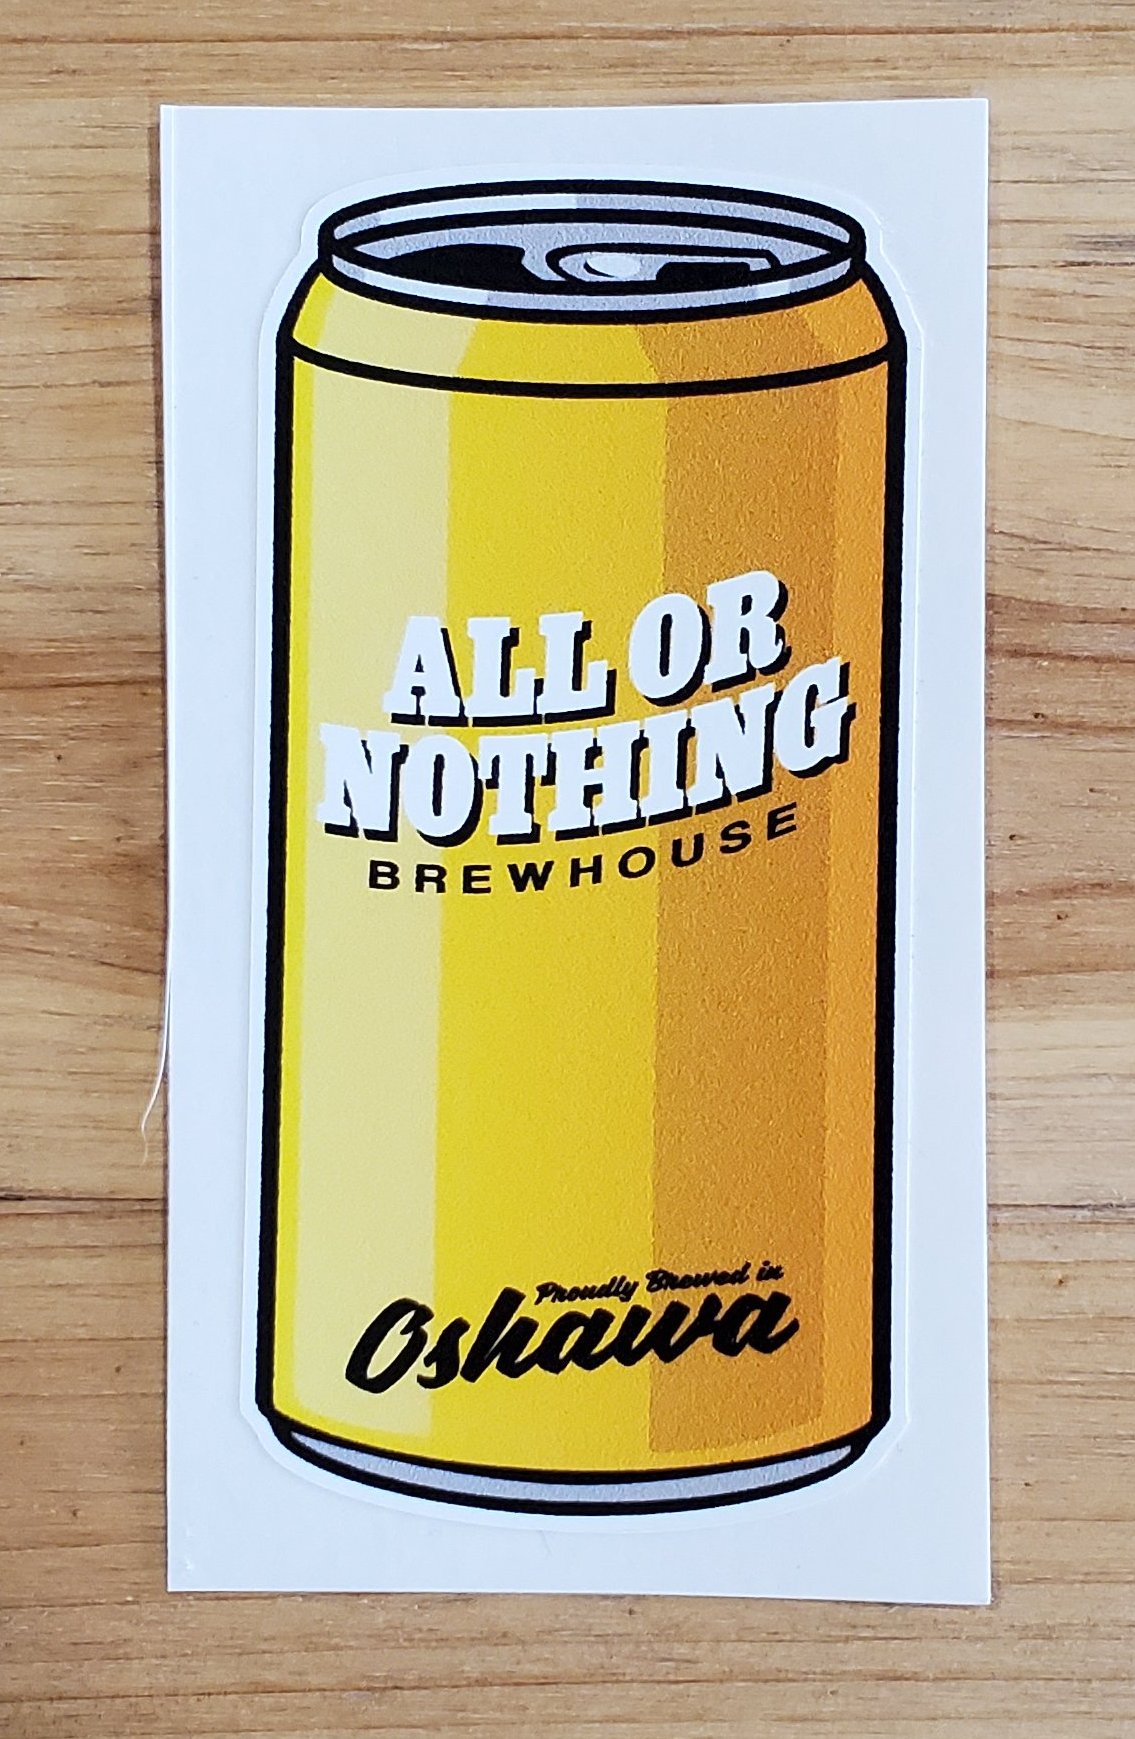 ALL OR
NOTHING
BREWHOUSE
Proudly Brewed in
Oshawa